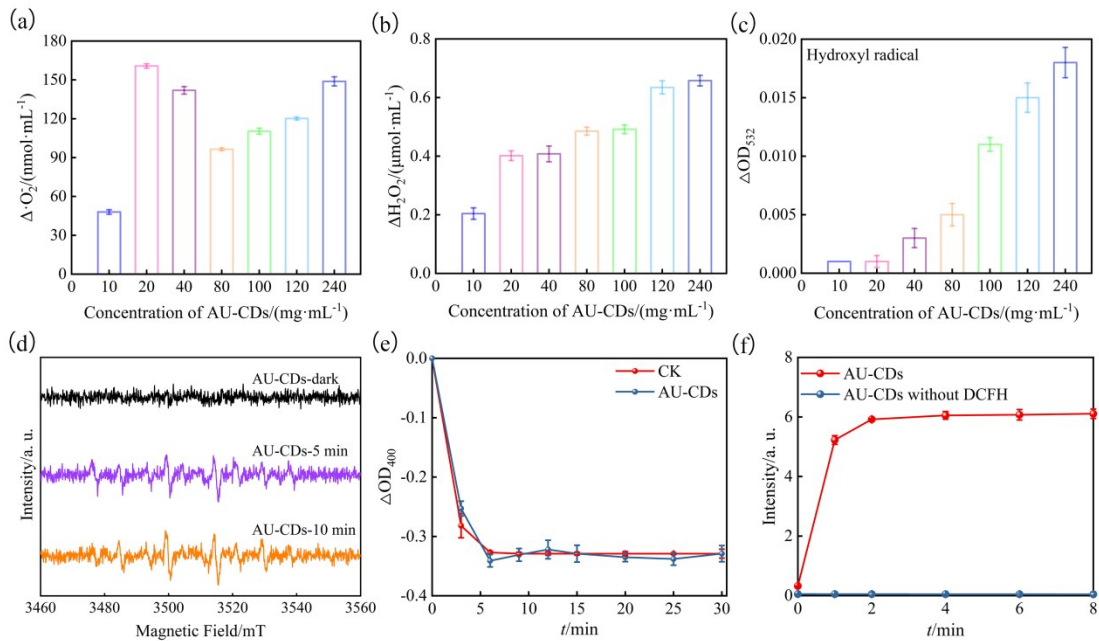 (a)
Δ·O₂⁻/(nmol·mL⁻¹)
180
150
120
90
60
30
0
0 10 20 40 80 100 120 240
Concentration of AU-CDs/(mg·mL⁻¹)
(b)
ΔH₂O₂/(μmol·mL⁻¹)
0.8
0.6
0.4
0.2
0.0
0 10 20 40 80 100 120 240
Concentration of AU-CDs/(mg·mL⁻¹)
(c)
Hydroxyl radical
△OD₅₃₂
0.020
0.015
0.010
0.005
0.000
0 10 20 40 80 100 120 240
Concentration of AU-CDs/(mg·mL⁻¹)
(d)
Intensity/a. u.
AU-CDs-dark
AU-CDs-5 min
AU-CDs-10 min
3460 3480 3500 3520 3540 3560
Magnetic Field/mT
(e)
△OD₄₀₀
CK
AU-CDs
0.0
-0.1
-0.2
-0.3
-0.4
0 5 10 15 20 25 30
t/min
(f)
Intensity/a. u.
AU-CDs
AU-CDs without DCFH
8
6
4
2
0
0 2 4 6 8
t/min